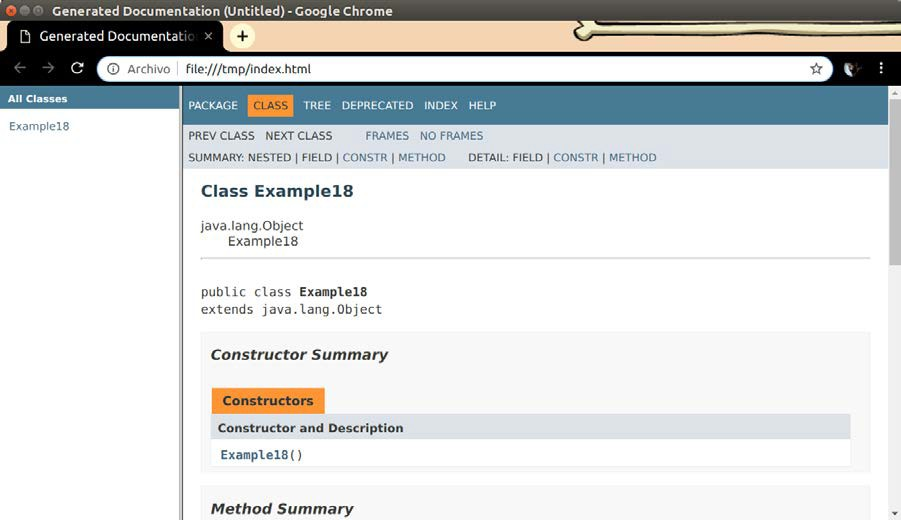 Generated Documentation (Untitled) - Google Chrome
Generated Documentatio
Archivo file:///tmp/index.html
All Classes
Example18
PACKAGE CLASS TREE DEPRECATED INDEX HELP
PREV CLASS NEXT CLASS FRAMES NO FRAMES
SUMMARY: NESTED | FIELD | CONSTR | METHOD DETAIL: FIELD | CONSTR | METHOD
Class Example18
java.lang.Object
Example18
public class Example18
extends java.lang.Object
Constructor Summary
Constructors
Constructor and Description
Example18()
Method Summary